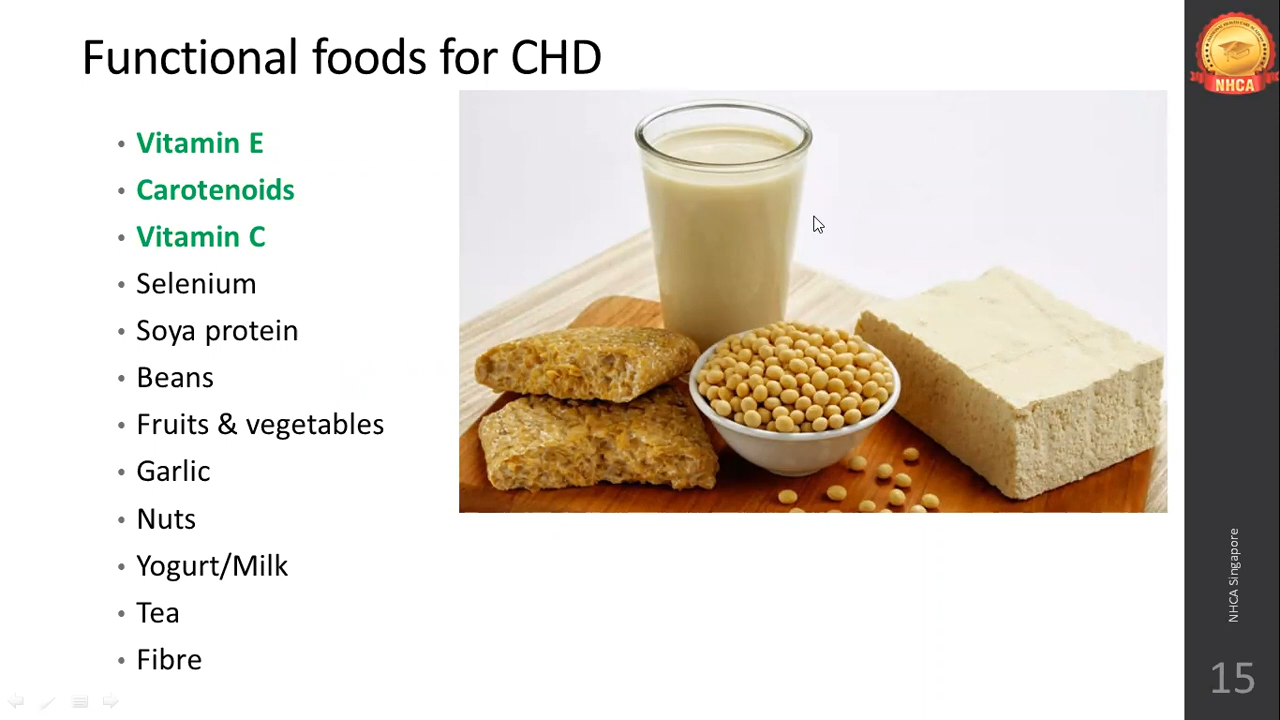 Functional foods for CHD
NHCA
• Vitamin E
• Carotenoids
• Vitamin C
• Selenium
• Soya protein
• Beans
• Fruits & vegetables
• Garlic
• Nuts
• Yogurt/Milk
• Tea
• Fibre
NHCA Singapore
15